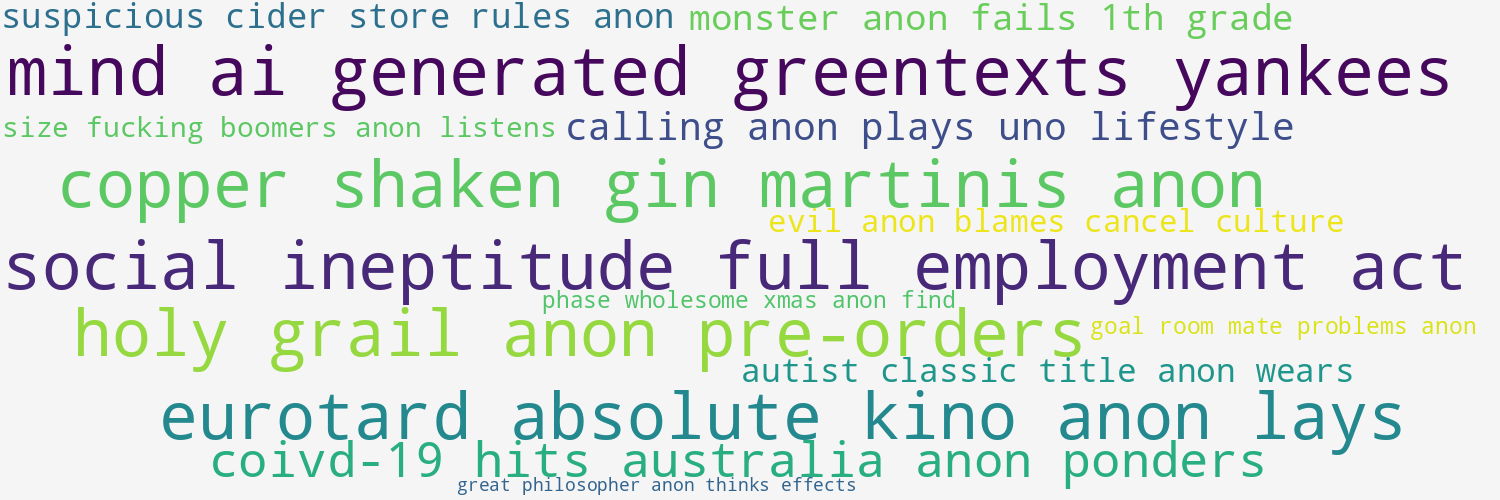 suspicious cider store rules anon
monster anon fails 1th grade
mind ai generated greentexts yankees
size fucking boomers anon listens
calling anon plays uno lifestyle
copper shaken gin martinis anon
evil anon blames cancel culture
social ineptitude full employment act
phase wholesome xmas anon find
holy grail anon pre-orders
goal room mate problems anon
autist classic title anon wears
eurotard absolute kino anon lays
coivd-19 hits australia anon ponders
great philosopher anon thinks effects